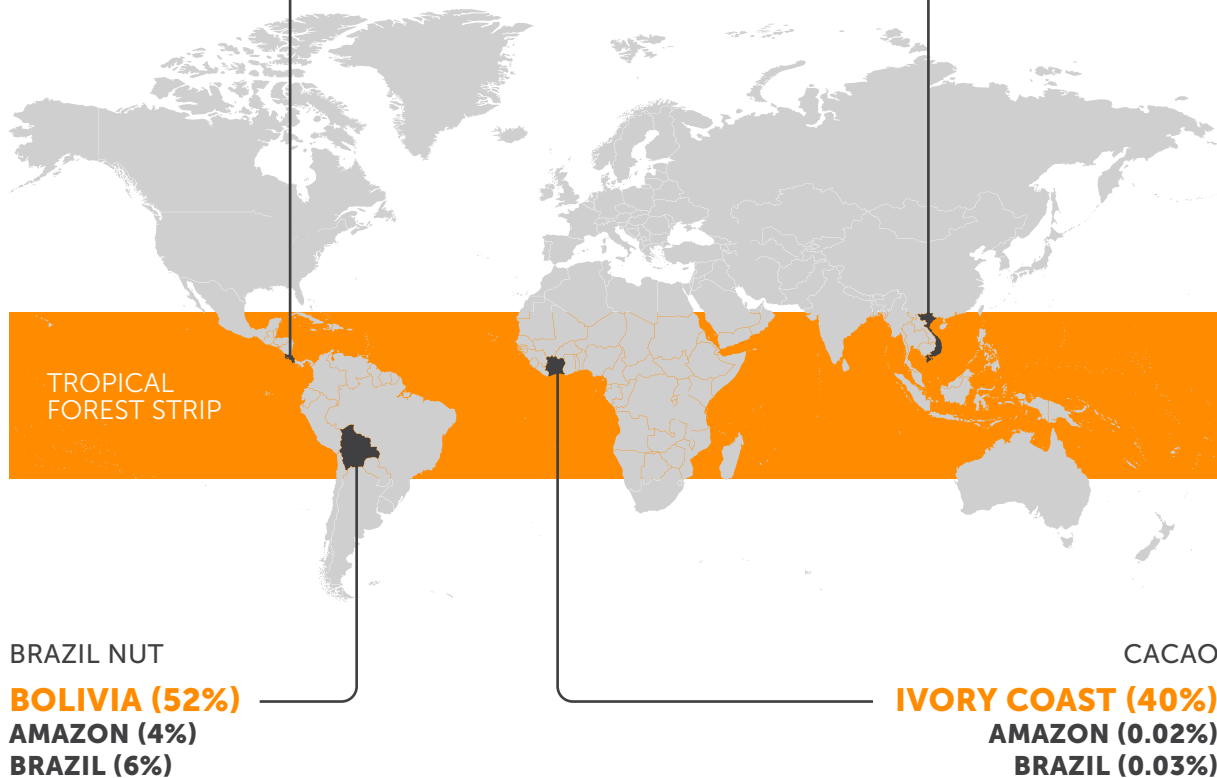 TROPICAL
FOREST STRIP
BRAZIL NUT
BOLIVIA (52%)
AMAZON (4%)
BRAZIL (6%)
CACAO
IVORY COAST (40%)
AMAZON (0.02%)
BRAZIL (0.03%)